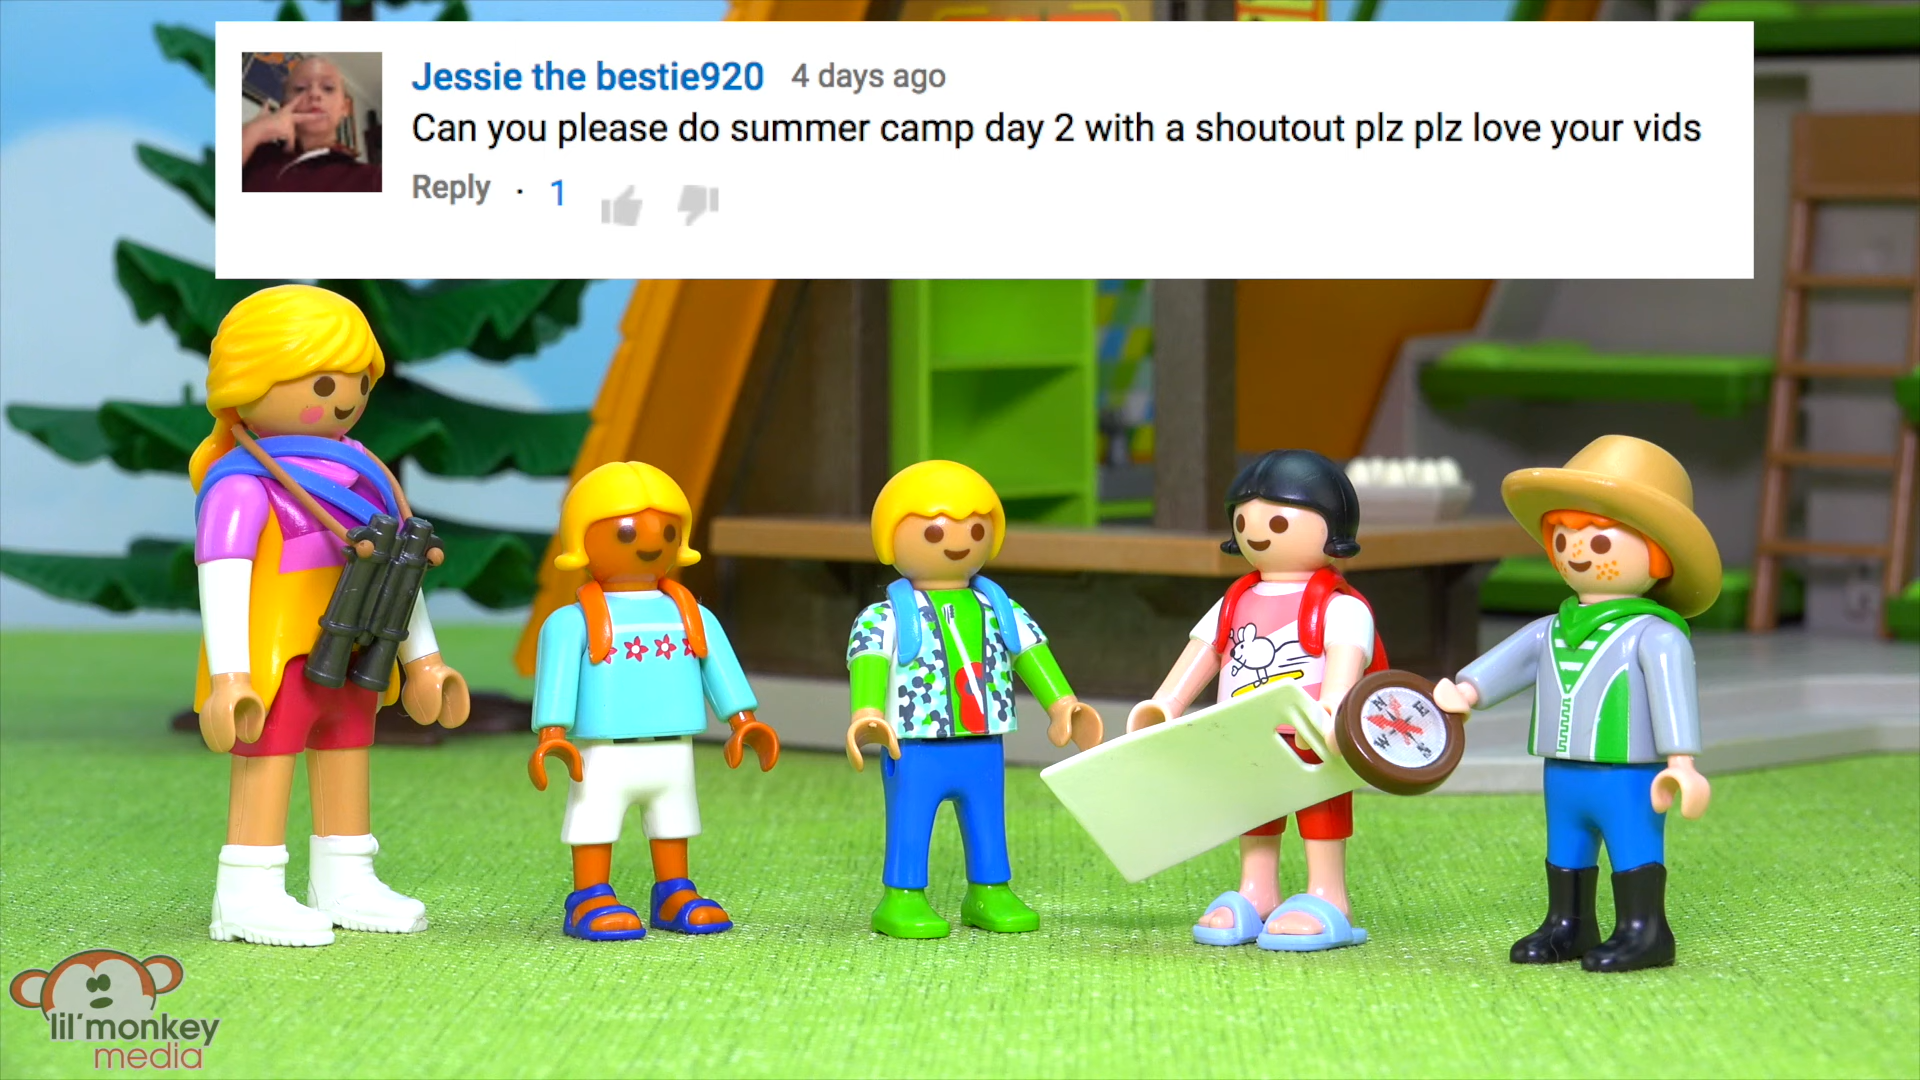 Jessie the bestie920 4 days ago
Can you please do summer camp day 2 with a shoutout plz plz love your vids
Reply · 1
N
E
W
S
lil'monkey
media